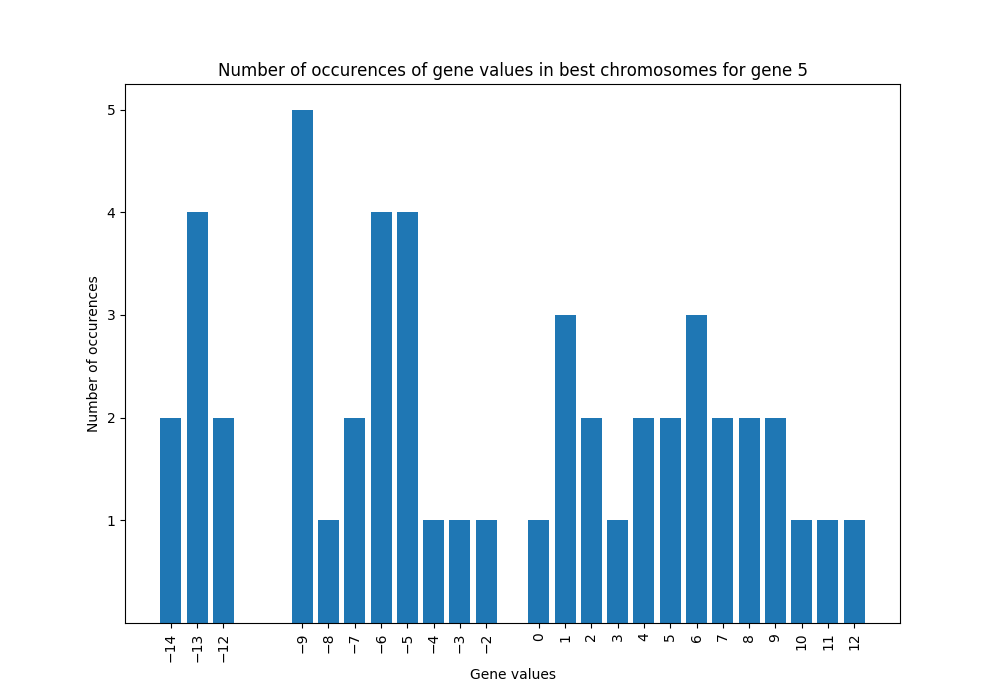 Number of occurences of gene values in best chromosomes for gene 5
Number of occurences
5
4
3
2
1
−14 −13 −12 −9 −8 −7 −6 −5 −4 −3 −2 0 1 2 3 4 5 6 7 8 9 10 11 12
Gene values